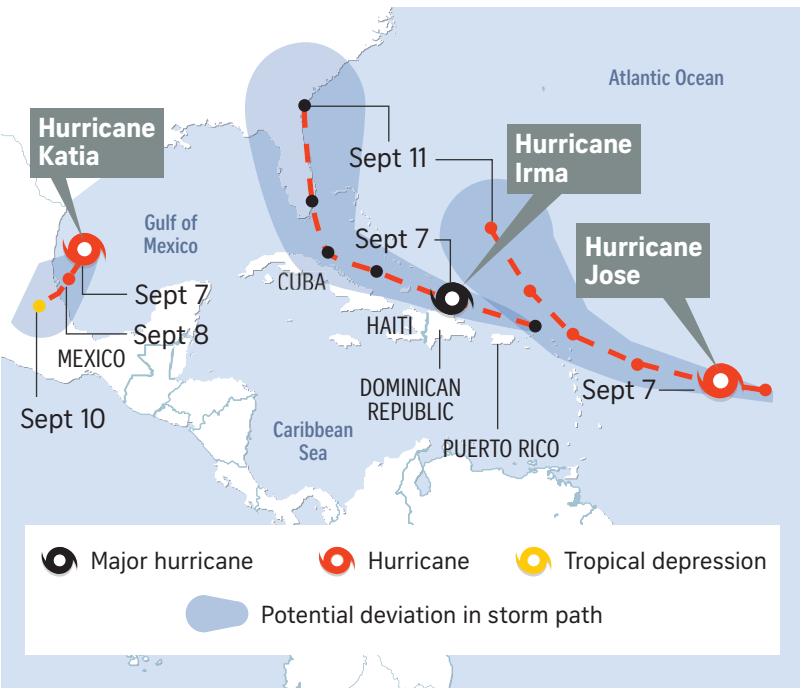 Atlantic Ocean
Hurricane
Katia
Hurricane
Irma
Sept 11
Gulf of
Mexico
Sept 7
Hurricane
Jose
CUBA
Sept 7
Sept 8
HAITI
MEXICO
DOMINICAN
REPUBLIC
Sept 7
Sept 10
Caribbean
Sea
PUERTO RICO
Major hurricane
Hurricane
Tropical depression
Potential deviation in storm path